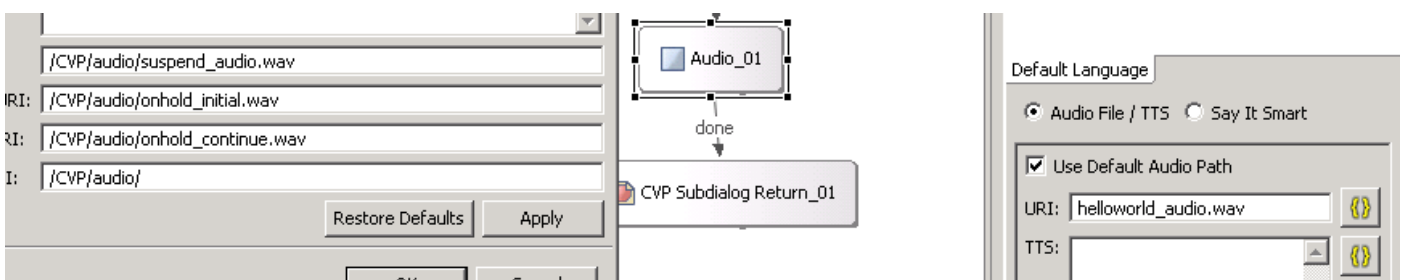 /CVP/audio/suspend_audio.wav
URI: /CVP/audio/onhold_initial.wav
RI: /CVP/audio/onhold_continue.wav
I: /CVP/audio/
Restore Defaults Apply
Audio_01
done
CVP Subdialog Return_01
Default Language
Audio File / TTS Say It Smart
Use Default Audio Path
URI: helloworld_audio.wav
TTS: